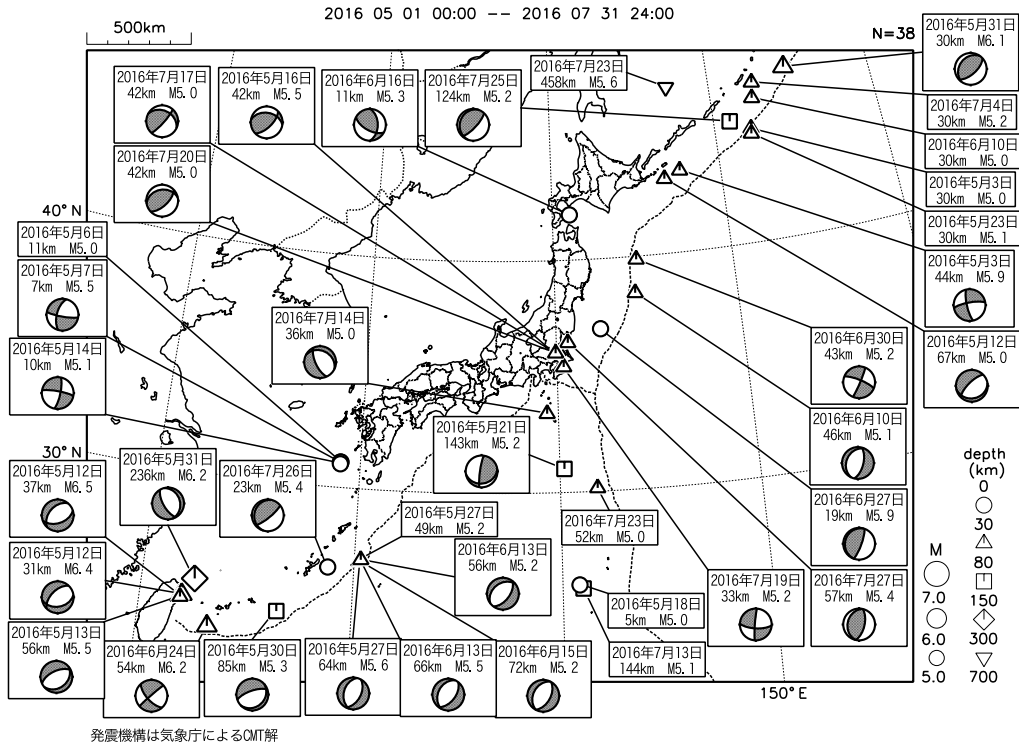 2016 05 01 00:00 -- 2016 07 31 24:00
500km
N=38
2016年5月31日
30km M6.1
2016年7月17日
42km M5.0
2016年5月16日
42km M5.5
2016年6月16日
11km M5.3
2016年7月25日
124km M5.2
2016年7月23日
458km M5.6
2016年7月4日
30km M5.2
2016年6月10日
30km M5.0
2016年5月3日
30km M5.0
2016年5月23日
30km M5.1
2016年7月20日
42km M5.0
40°N
2016年5月6日
11km M5.0
2016年5月7日
7km M5.5
2016年5月3日
44km M5.9
2016年7月14日
36km M5.0
2016年5月14日
10km M5.1
2016年6月30日
43km M5.2
2016年5月12日
67km M5.0
2016年5月21日
143km M5.2
2016年6月10日
46km M5.1
30°N
2016年5月12日
37km M6.5
2016年5月31日
236km M6.2
2016年7月26日
23km M5.4
2016年5月27日
49km M5.2
2016年7月23日
52km M5.0
2016年6月27日
19km M5.9
2016年6月13日
56km M5.2
2016年5月12日
31km M6.4
2016年7月19日
33km M5.2
2016年7月27日
57km M5.4
2016年5月18日
5km M5.0
2016年7月13日
144km M5.1
2016年5月13日
56km M5.5
2016年6月24日
54km M6.2
2016年5月30日
85km M5.3
2016年5月27日
64km M5.6
2016年6月13日
66km M5.5
2016年6月15日
72km M5.2
150°E
depth
(km)
0
30
80
150
300
700
M
7.0
6.0
5.0
発震機構は気象庁によるCMT解